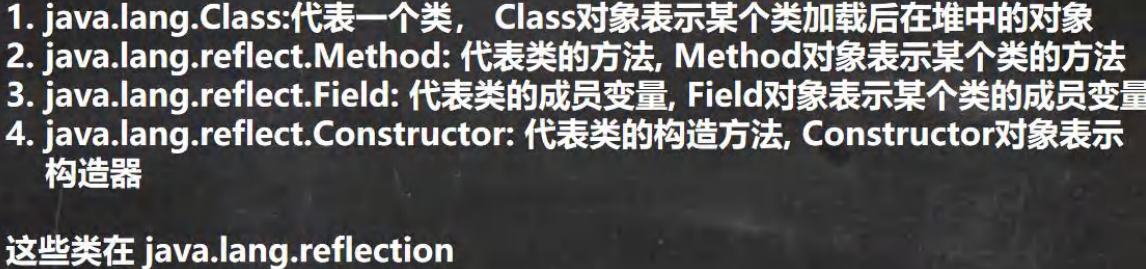 1. java.lang.Class:代表一个类， Class对象表示某个类加载后在堆中的对象
2. java.lang.reflect.Method: 代表类的方法, Method对象表示某个类的方法
3. java.lang.reflect.Field: 代表类的成员变量, Field对象表示某个类的成员变量
4. java.lang.reflect.Constructor: 代表类的构造方法, Constructor对象表示
构造器
这些类在 java.lang.reflection